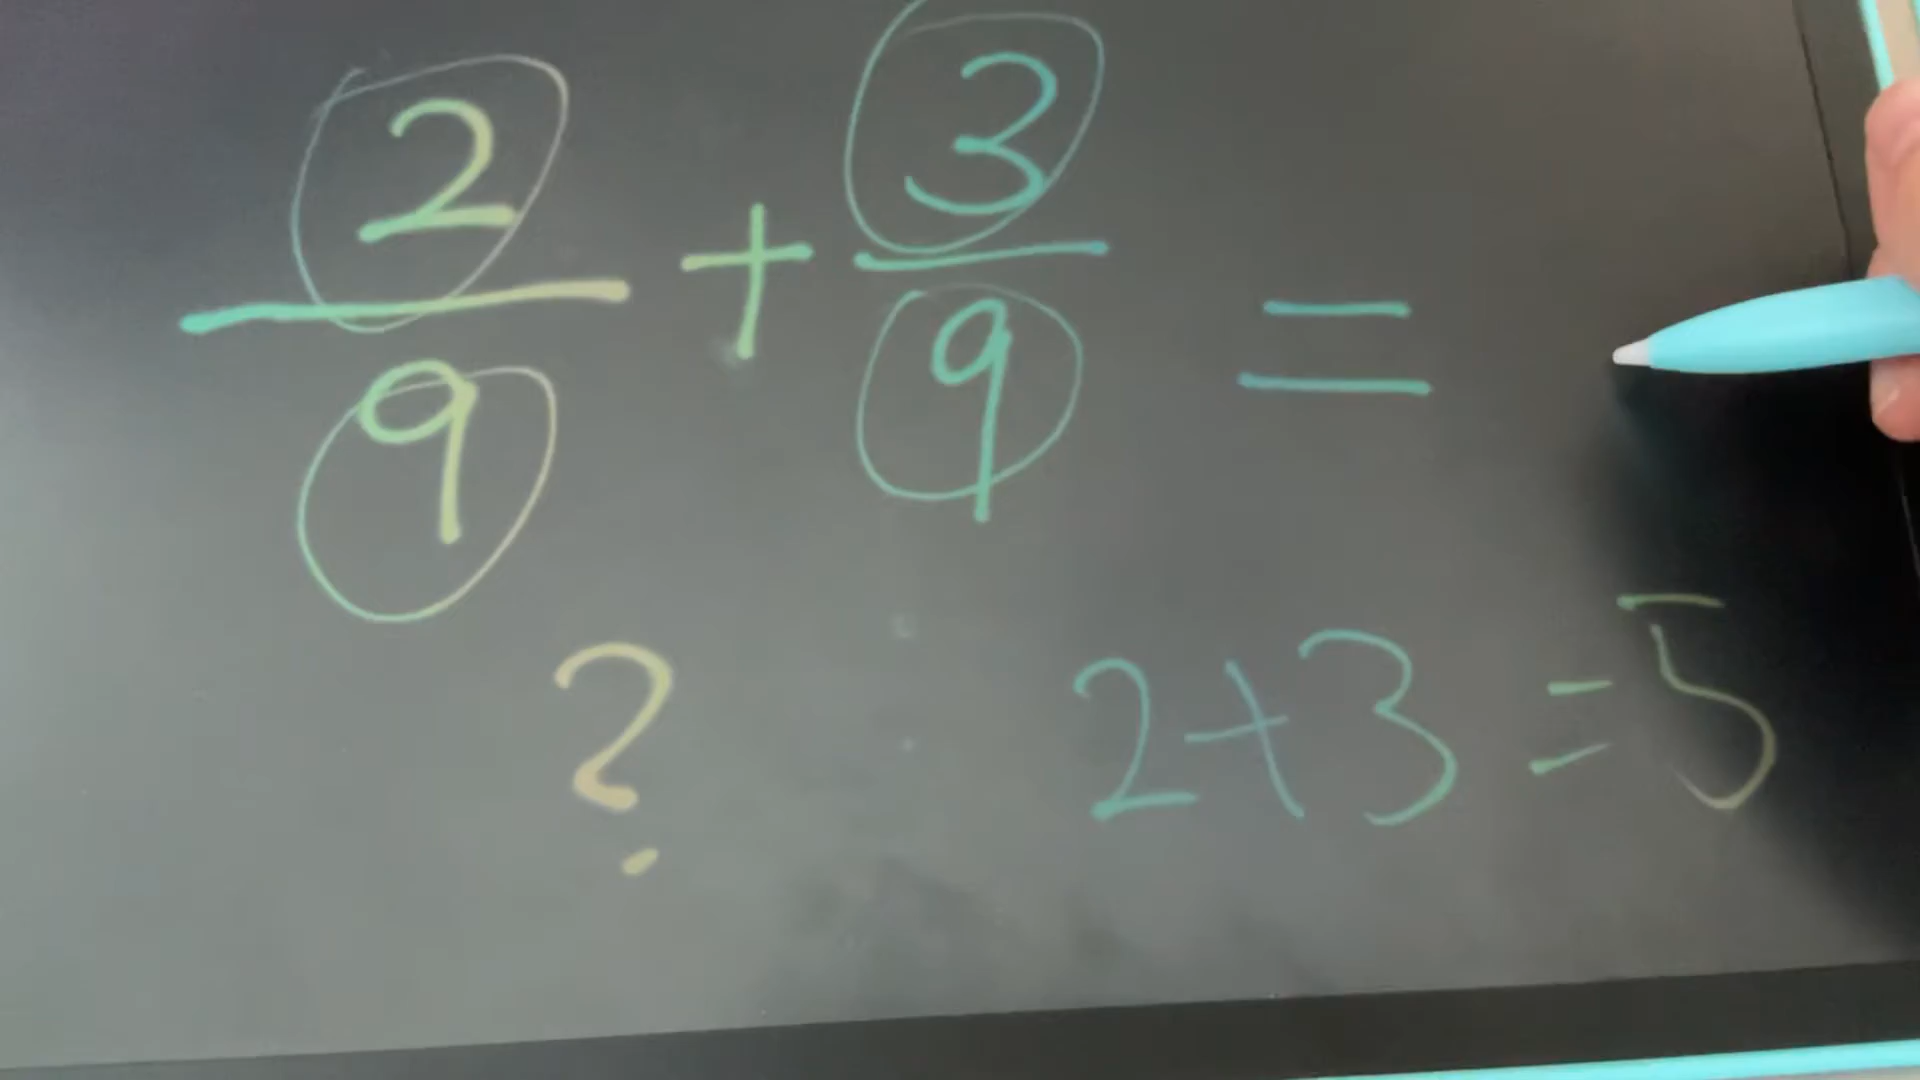 2/9 + 3/9 =
? 2+3=5